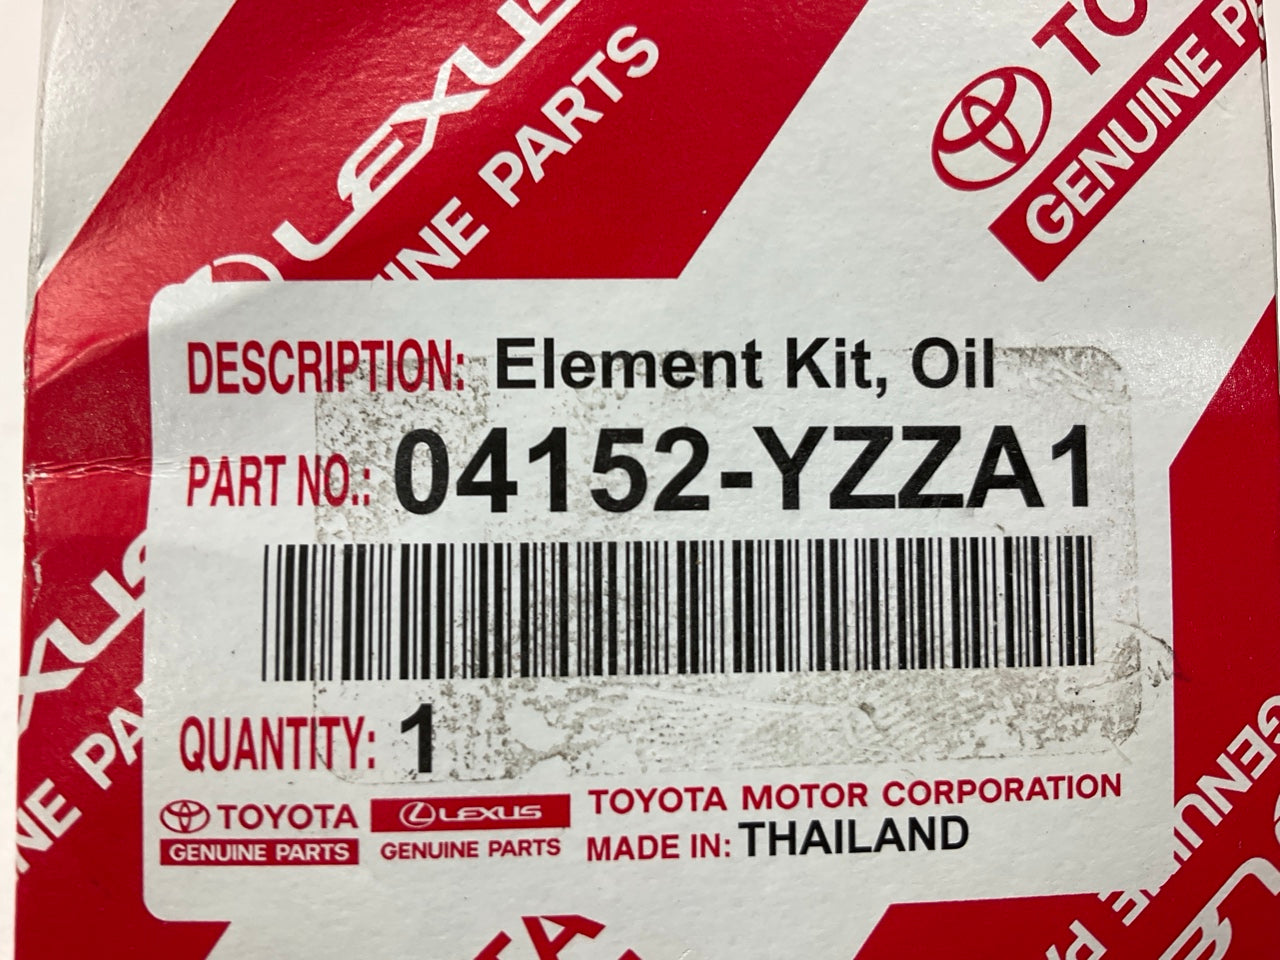 LEXUS
GENUINE PARTS
TOYOTA
GENUINE PARTS
DESCRIPTION: Element Kit, Oil
PART NO.: 04152-YZZA1
QUANTITY: 1
TOYOTA
GENUINE PARTS
LEXUS
GENUINE PARTS
TOYOTA MOTOR CORPORATION
MADE IN: THAILAND